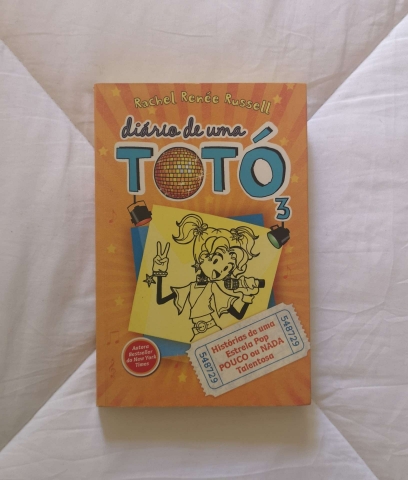 Rachel Renée Russell
diário de uma
TOTÓ
3
Histórias de uma
Estrela Pop
POUCO ou NADA
Talentosa
548729
548729
Autora
Bestseller
do New York
Times